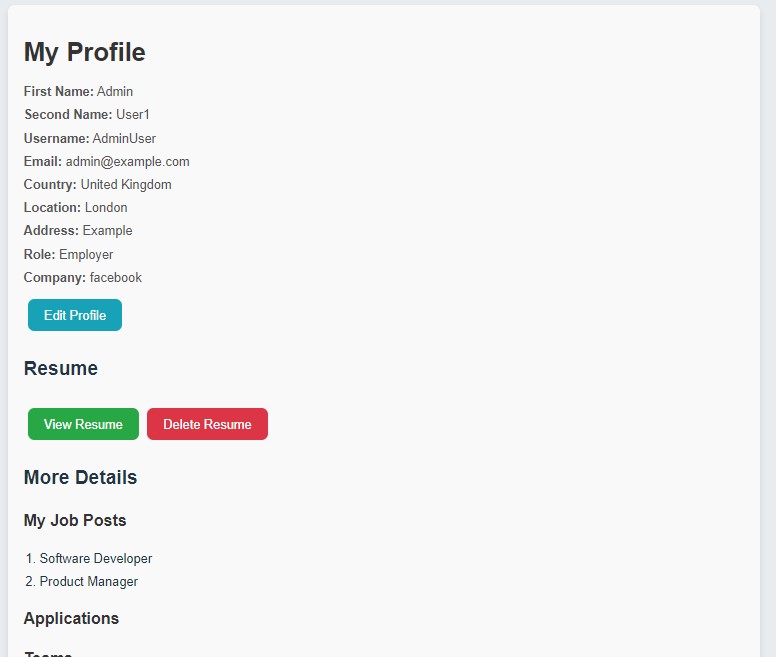 My Profile
First Name: Admin
Second Name: User1
Username: AdminUser
Email: admin@example.com
Country: United Kingdom
Location: London
Address: Example
Role: Employer
Company: facebook
Edit Profile
Resume
View Resume Delete Resume
More Details
My Job Posts
1. Software Developer
2. Product Manager
Applications
Teams